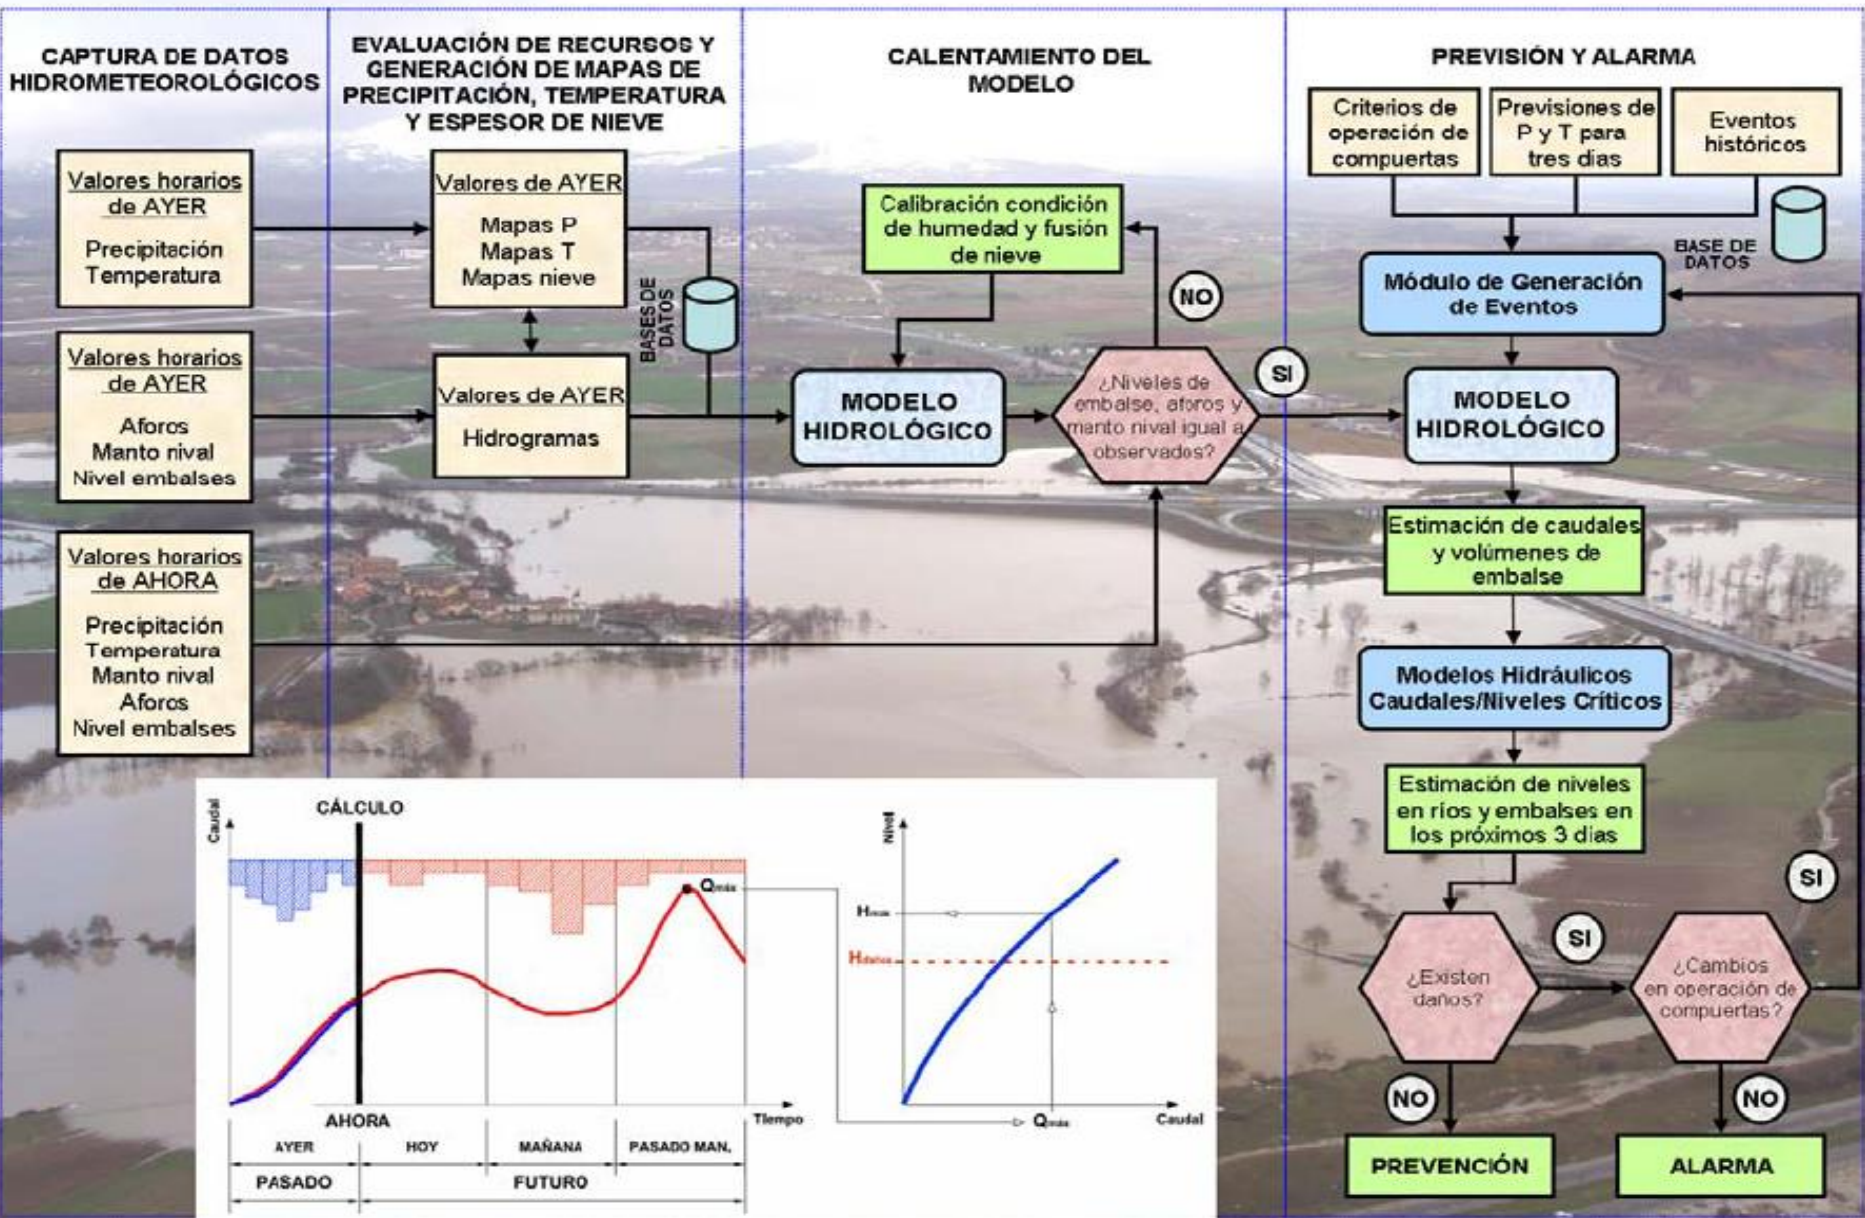 CAPTURA DE DATOS
HIDROMETEOROLÓGICOS
Valores horarios
de AYER
Precipitación
Temperatura
Valores horarios
de AYER
Aforos
Manto nival
Nivel embalses
Valores horarios
de AHORA
Precipitación
Temperatura
Manto nival
Aforos
Nivel embalses
EVALUACIÓN DE RECURSOS Y
GENERACIÓN DE MAPAS DE
PRECIPITACIÓN, TEMPERATURA
Y ESPESOR DE NIEVE
Valores de AYER
Mapas P
Mapas T
Mapas nieve
BASES DE
DATOS
Valores de AYER
Hidrogramas
CALENTAMIENTO DEL
MODELO
Calibración condición
de humedad y fusión
de nieve
NO
MODELO
HIDROLÓGICO
¿Niveles de
embalse, aforos y
manto nival igual a
observados?
SI
PREVISIÓN Y ALARMA
Criterios de
operación de
compuertas
Previsiones de
P y T para
tres dias
Eventos
históricos
BASE DE
DATOS
Módulo de Generación
de Eventos
MODELO
HIDROLÓGICO
Estimación de caudales
y volúmenes de
embalse
Modelos Hidráulicos
Caudales/Niveles Críticos
Estimación de niveles
en ríos y embalses en
los próximos 3 dias
SI
¿Existen
daños?
SI
¿Cambios
en operación de
compuertas?
NO
NO
PREVENCIÓN
ALARMA
CÁLCULO
Caudal
Qmáx
AHORA
Tiempo
AYER
HOY
MAÑANA
PASADO MAN.
PASADO
FUTURO
Nivel
Hmax
Hdaños
Qmáx
Caudal